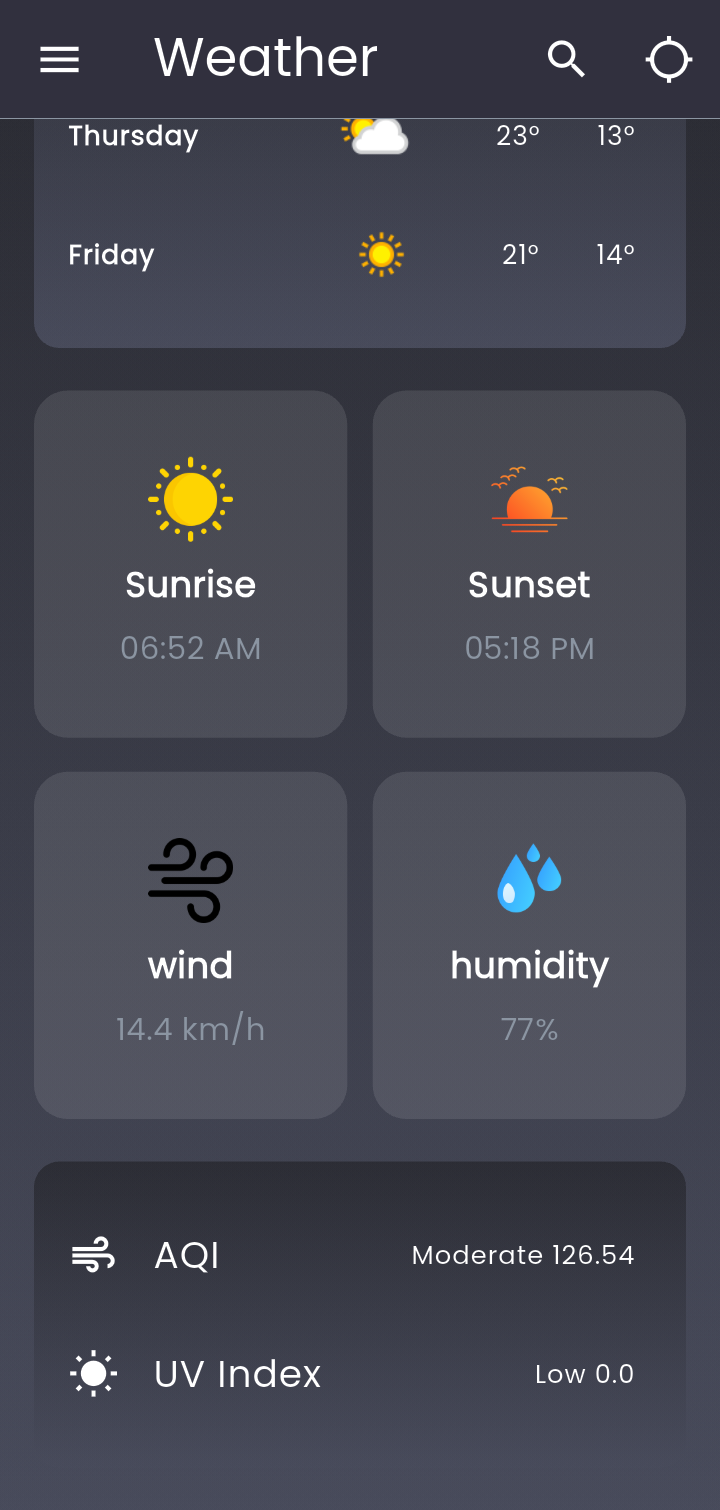 Weather
Thursday 23° 13°
Friday 21° 14°
Sunrise Sunset
06:52 AM 05:18 PM
wind humidity
14.4 km/h 77%
AQI Moderate 126.54
UV Index Low 0.0